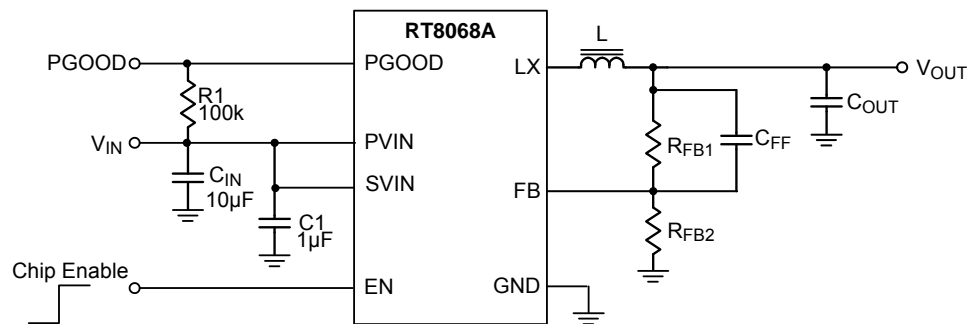 RT8068A
PGOOD
PGOOD
LX
L
VOUT
R1
100k
COUT
VIN
PVIN
RFB1
CFF
CIN
10µF
SVIN
FB
C1
1µF
RFB2
Chip Enable
EN
GND